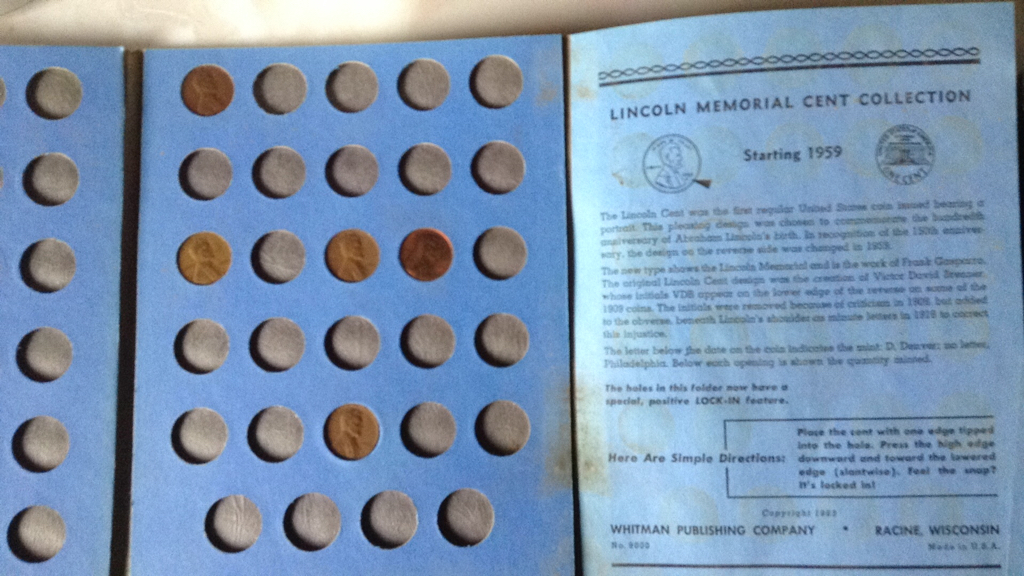 LINCOLN MEMORIAL CENT COLLECTION
Starting 1959
ONE CENT
The Lincoln Cent was the first regular United States coin issued bearing a
portrait. This pleasing design was chosen to commemorate the hundredth
anniversary of Abraham Lincoln's birth. In recognition of the 150th anniver-
sary, the design on the reverse side was changed in 1959.
The new type shows the Lincoln Memorial and is the work of Frank Gasparro.
The original Lincoln Cent design was the creation of Victor David Brenner,
whose initials VDB appear on the lower edge of the reverse on some of the
1909 coins. The initials were removed because of criticism in 1909, but added
to the obverse, beneath Lincoln's shoulder as minute letters in 1918 to correct
this injustice.
The letter below the date on the coin indicates the mint: D, Denver; no letter,
Philadelphia. Below each opening is shown the quantity minted.
The holes in this folder now have a
special, positive LOCK-IN feature.
Here Are Simple Directions:
Place the cent with one edge tipped
into the hole. Press the high edge
downward and toward the lowered
edge (slantwise). Feel the snap?
It's locked in!
Copyright
WHITMAN PUBLISHING COMPANY • RACINE, WISCONSIN
No. 9000
Made in U.S.A.